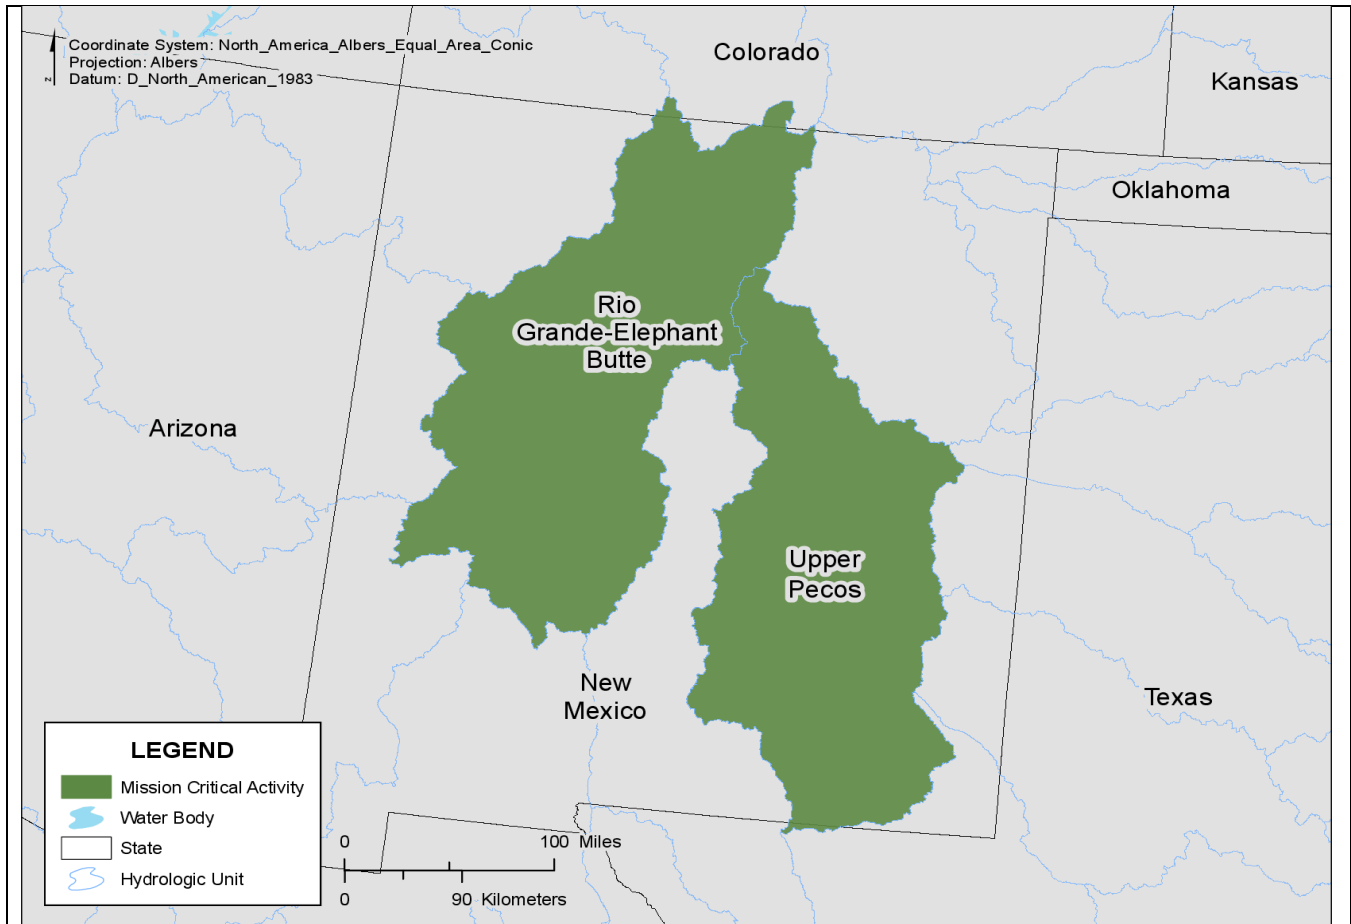 Coordinate System: North_America_Albers_Equal_Area_Conic
Projection: Albers
Datum: D_North_American_1983
N
Colorado
Kansas
Oklahoma
Rio
Grande-Elephant
Butte
Arizona
Upper
Pecos
New
Mexico
Texas
LEGEND
Mission Critical Activity
Water Body
State
Hydrologic Unit
0 100 Miles
0 90 Kilometers